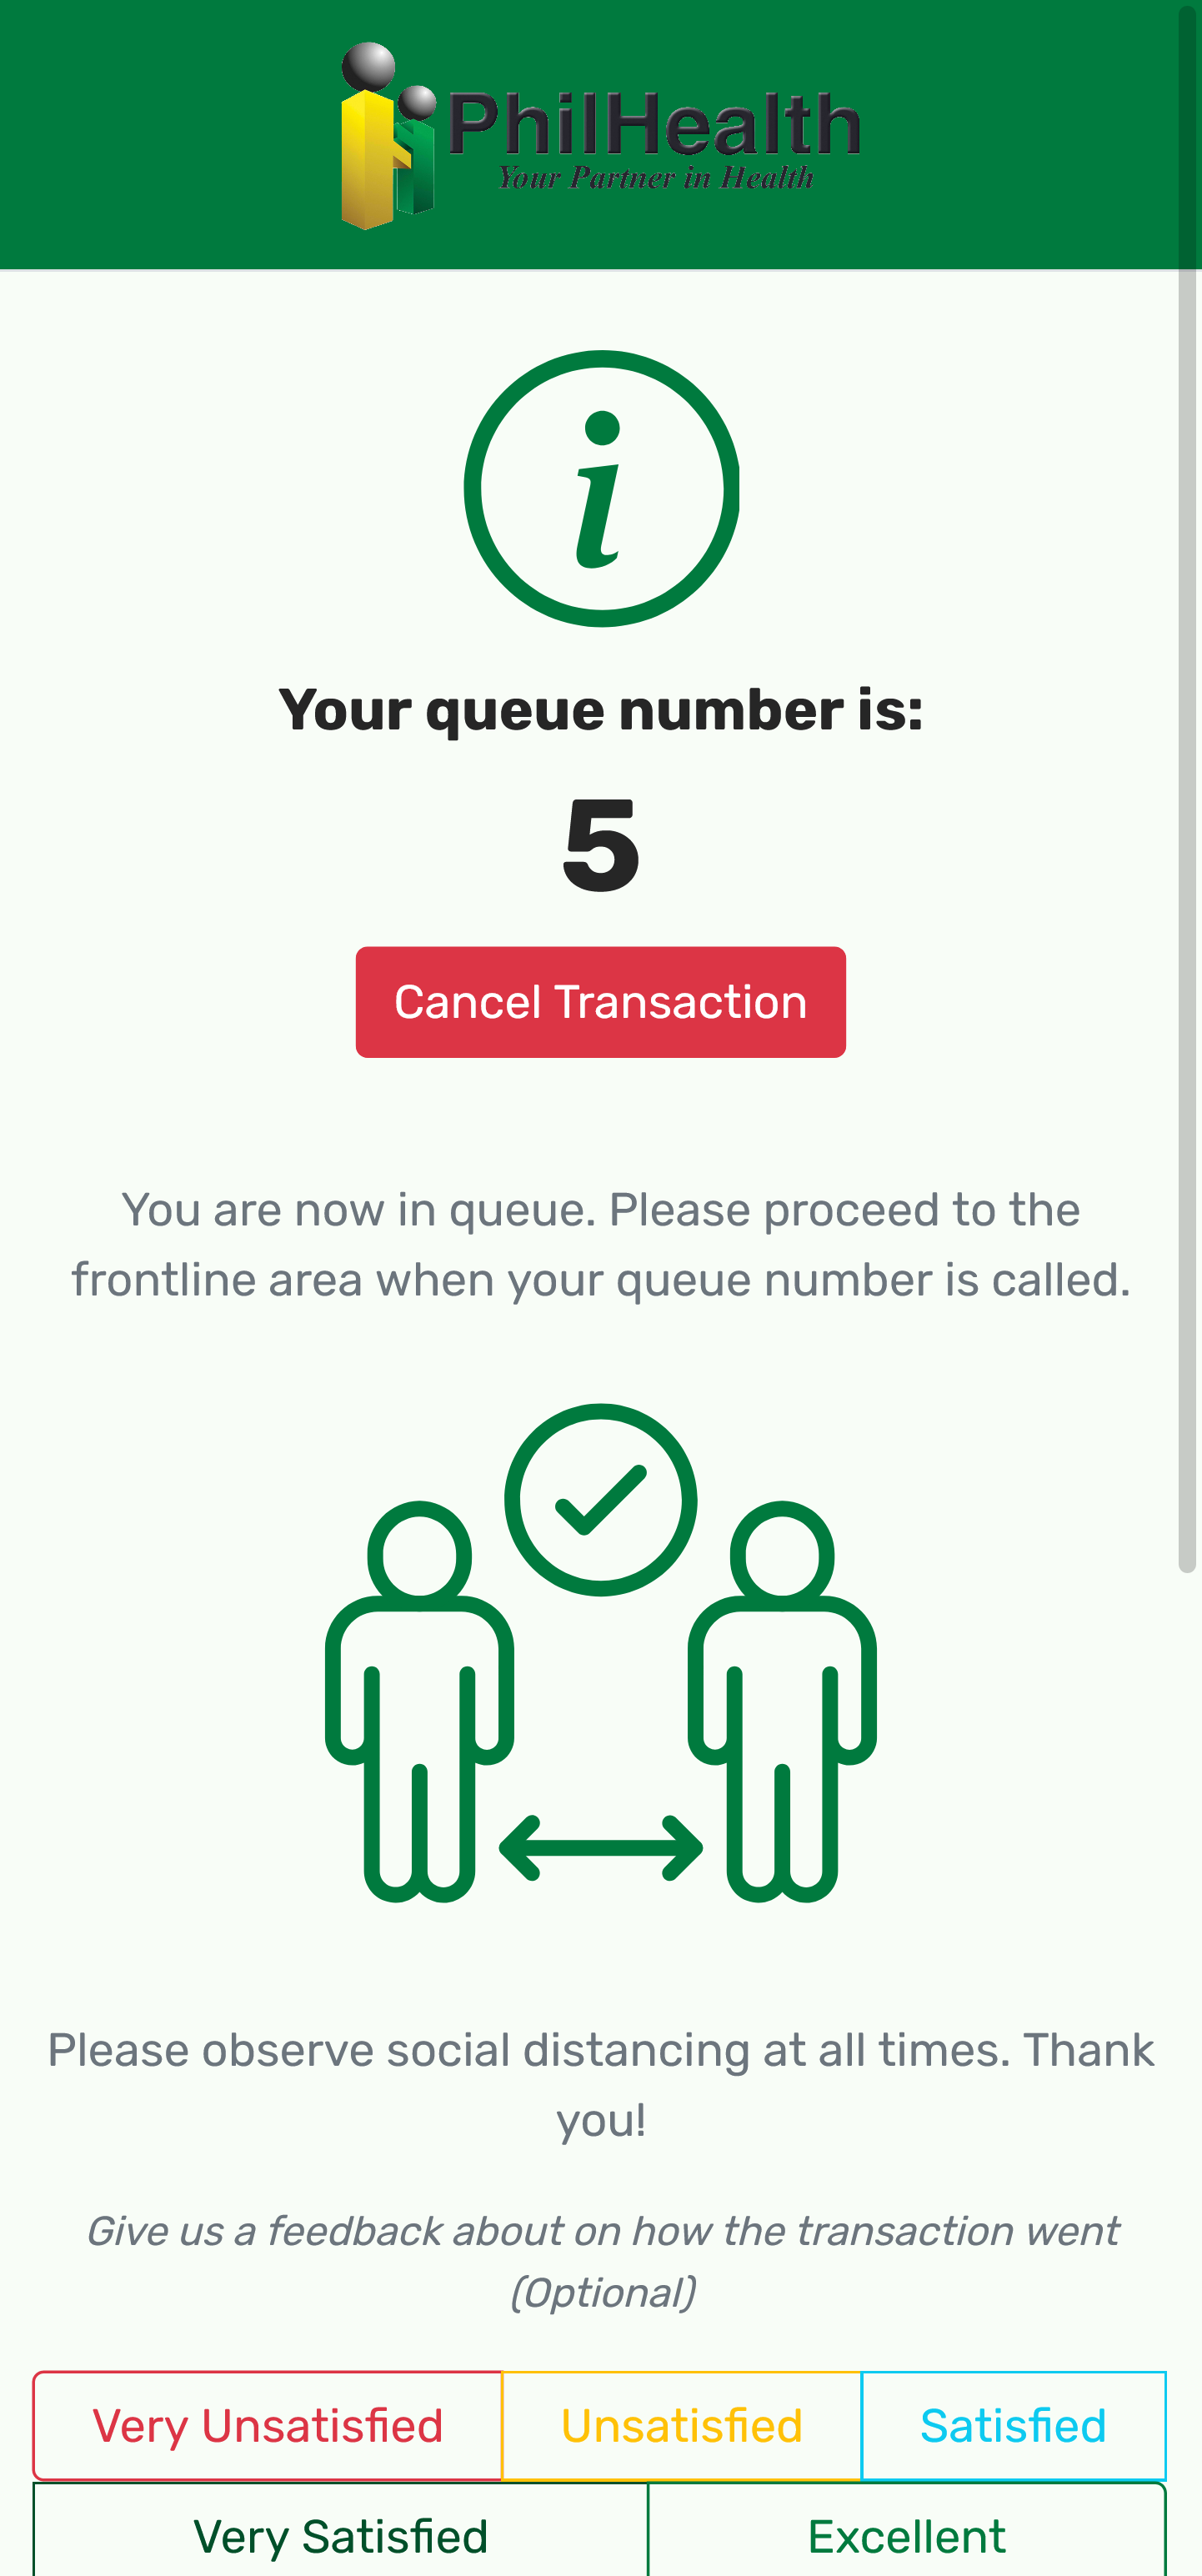 PhilHealth
Your Partner in Health
i
Your queue number is:
5
Cancel Transaction
You are now in queue. Please proceed to the
frontline area when your queue number is called.
Please observe social distancing at all times. Thank
you!
Give us a feedback about on how the transaction went
(Optional)
Very Unsatisfied
Unsatisfied
Satisfied
Very Satisfied
Excellent